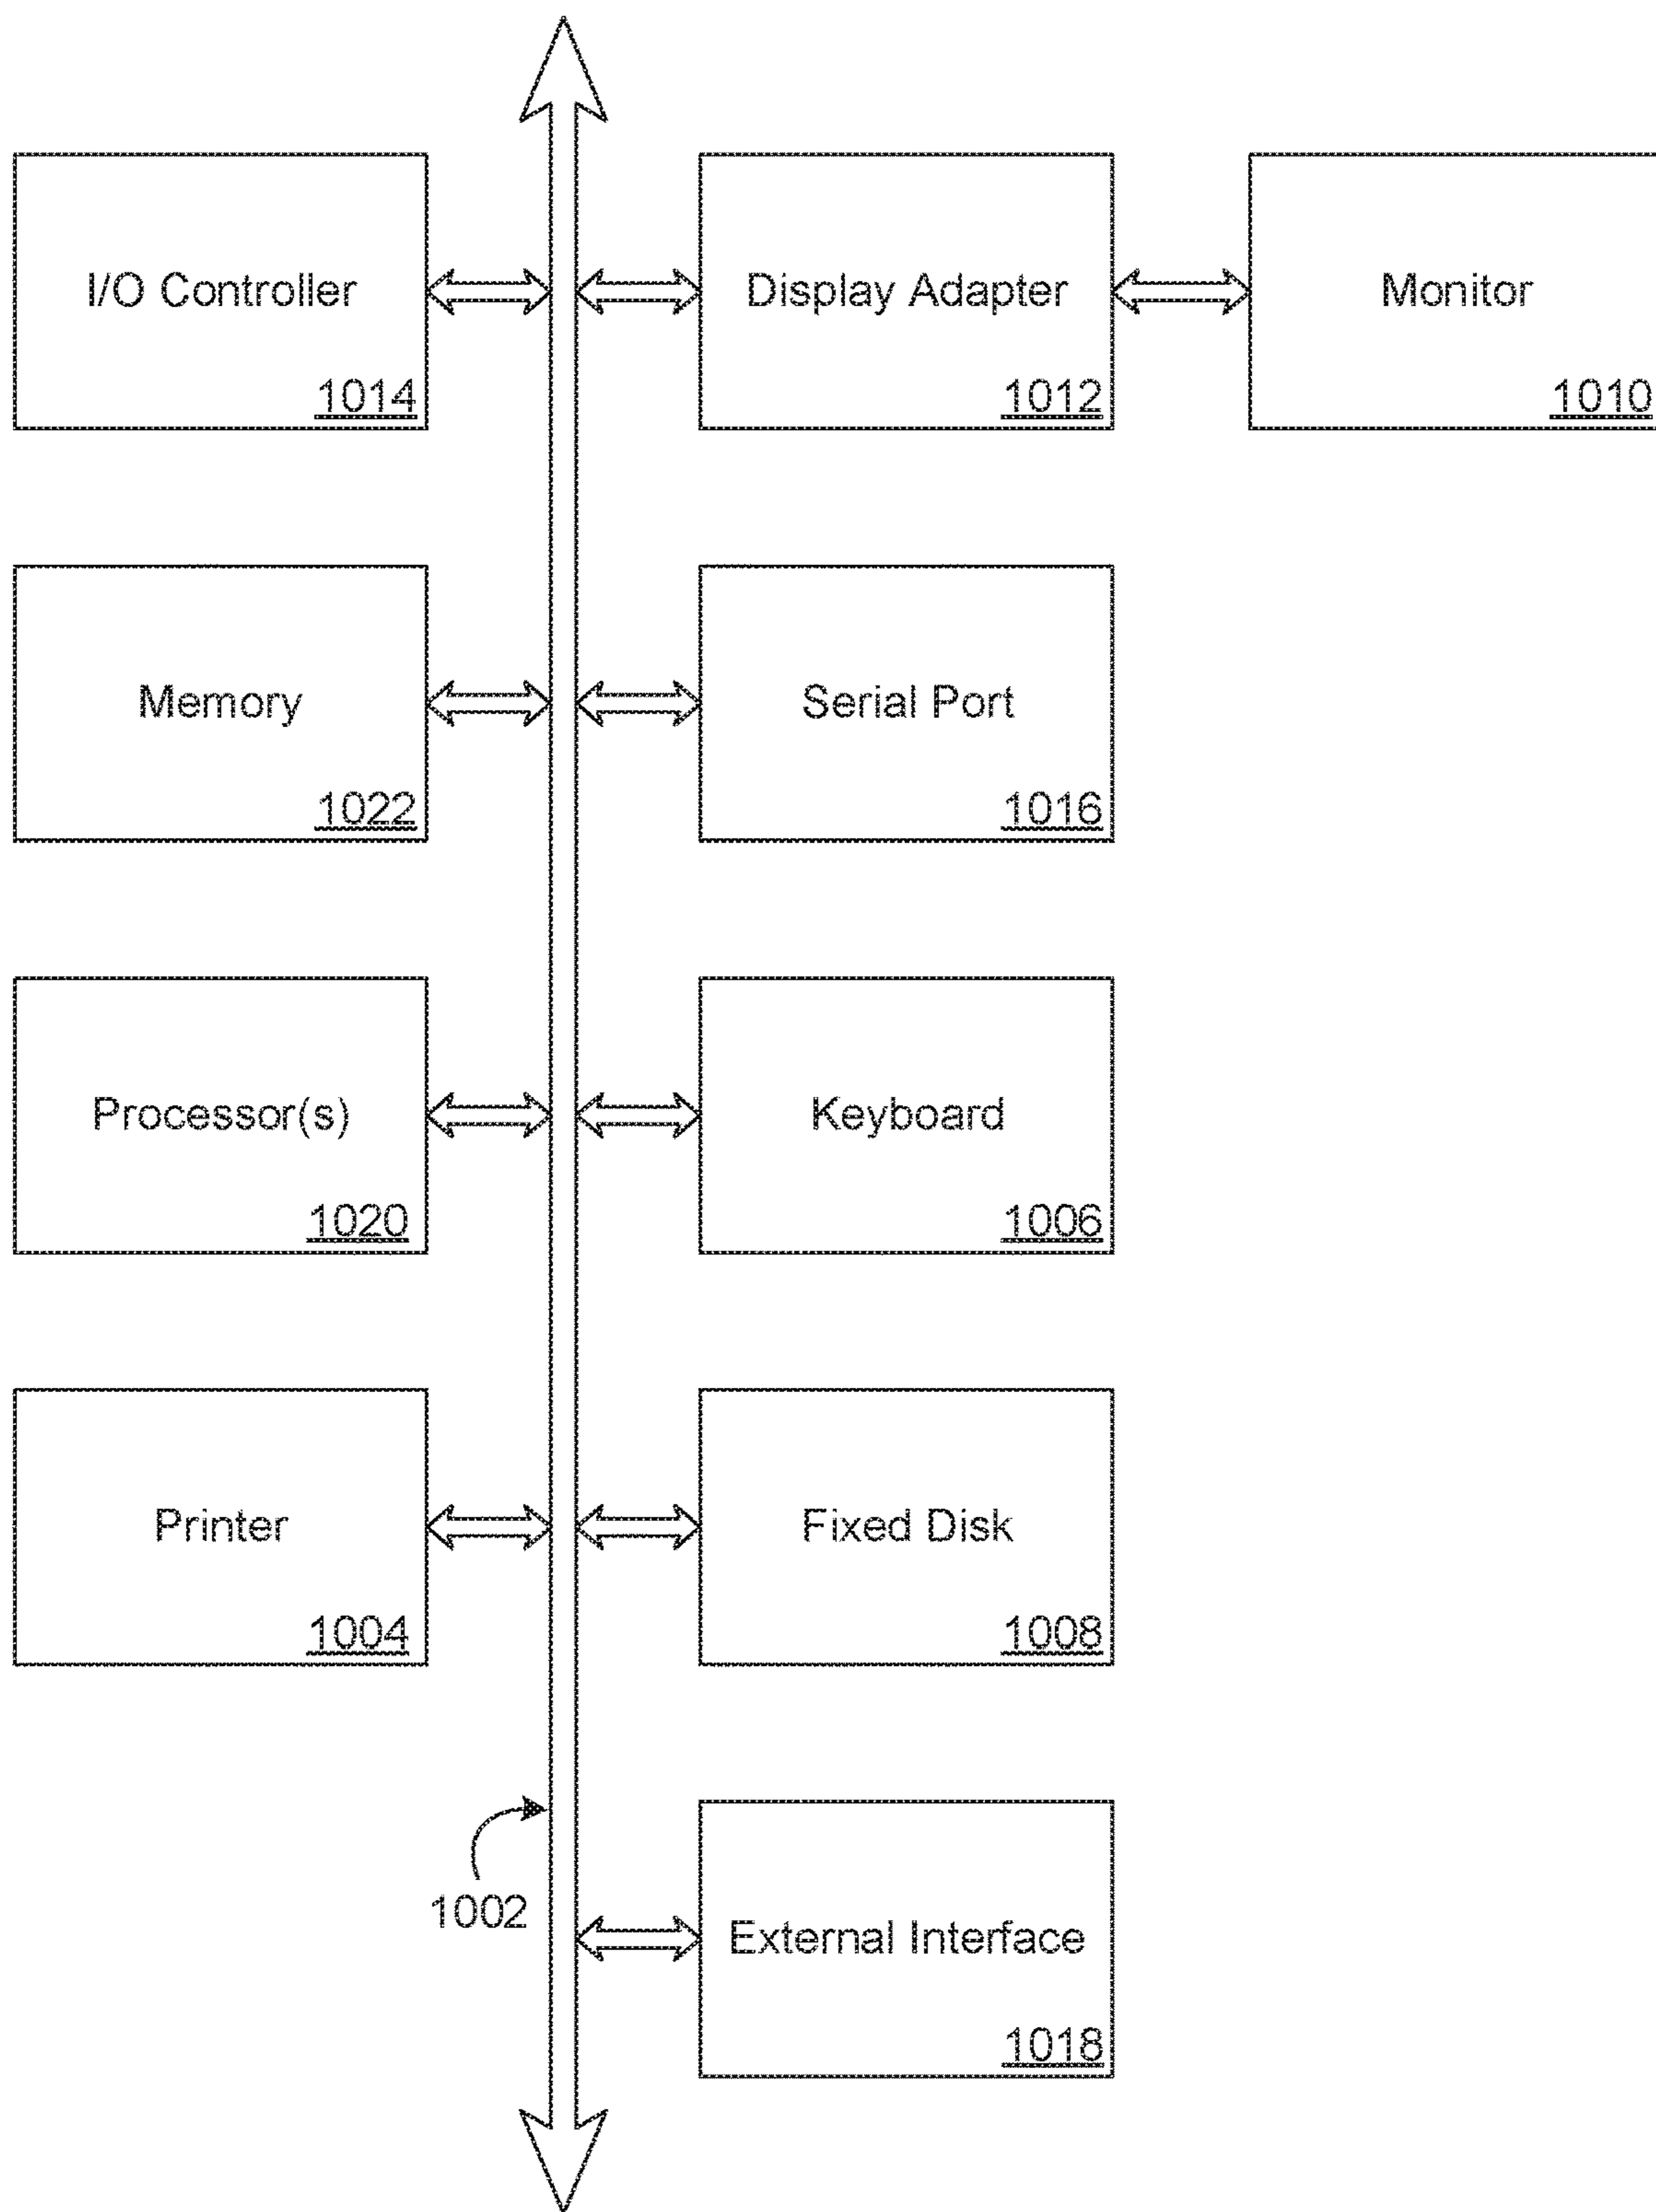 I/O Controller
1014
Display Adapter
1012
Monitor
1010
Memory
1022
Serial Port
1016
Processor(s)
1020
Keyboard
1006
Printer
1004
Fixed Disk
1008
1002
External Interface
1018